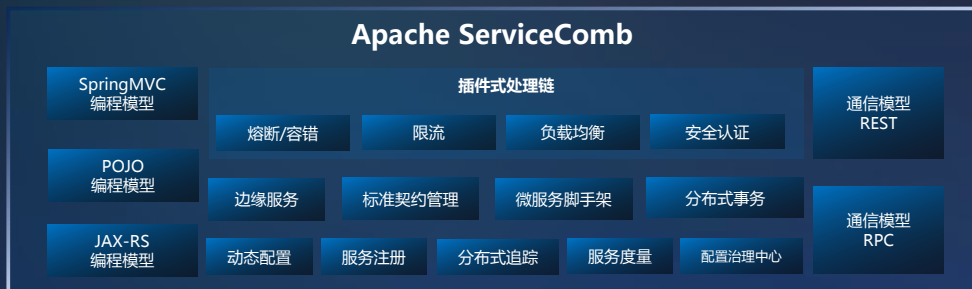 Apache ServiceComb
SpringMVC
编程模型
POJO
编程模型
JAX-RS
编程模型
插件式处理链
熔断/容错
限流
负载均衡
安全认证
边缘服务
标准契约管理
微服务脚手架
分布式事务
动态配置
服务注册
分布式追踪
服务度量
配置治理中心
通信模型
REST
通信模型
RPC